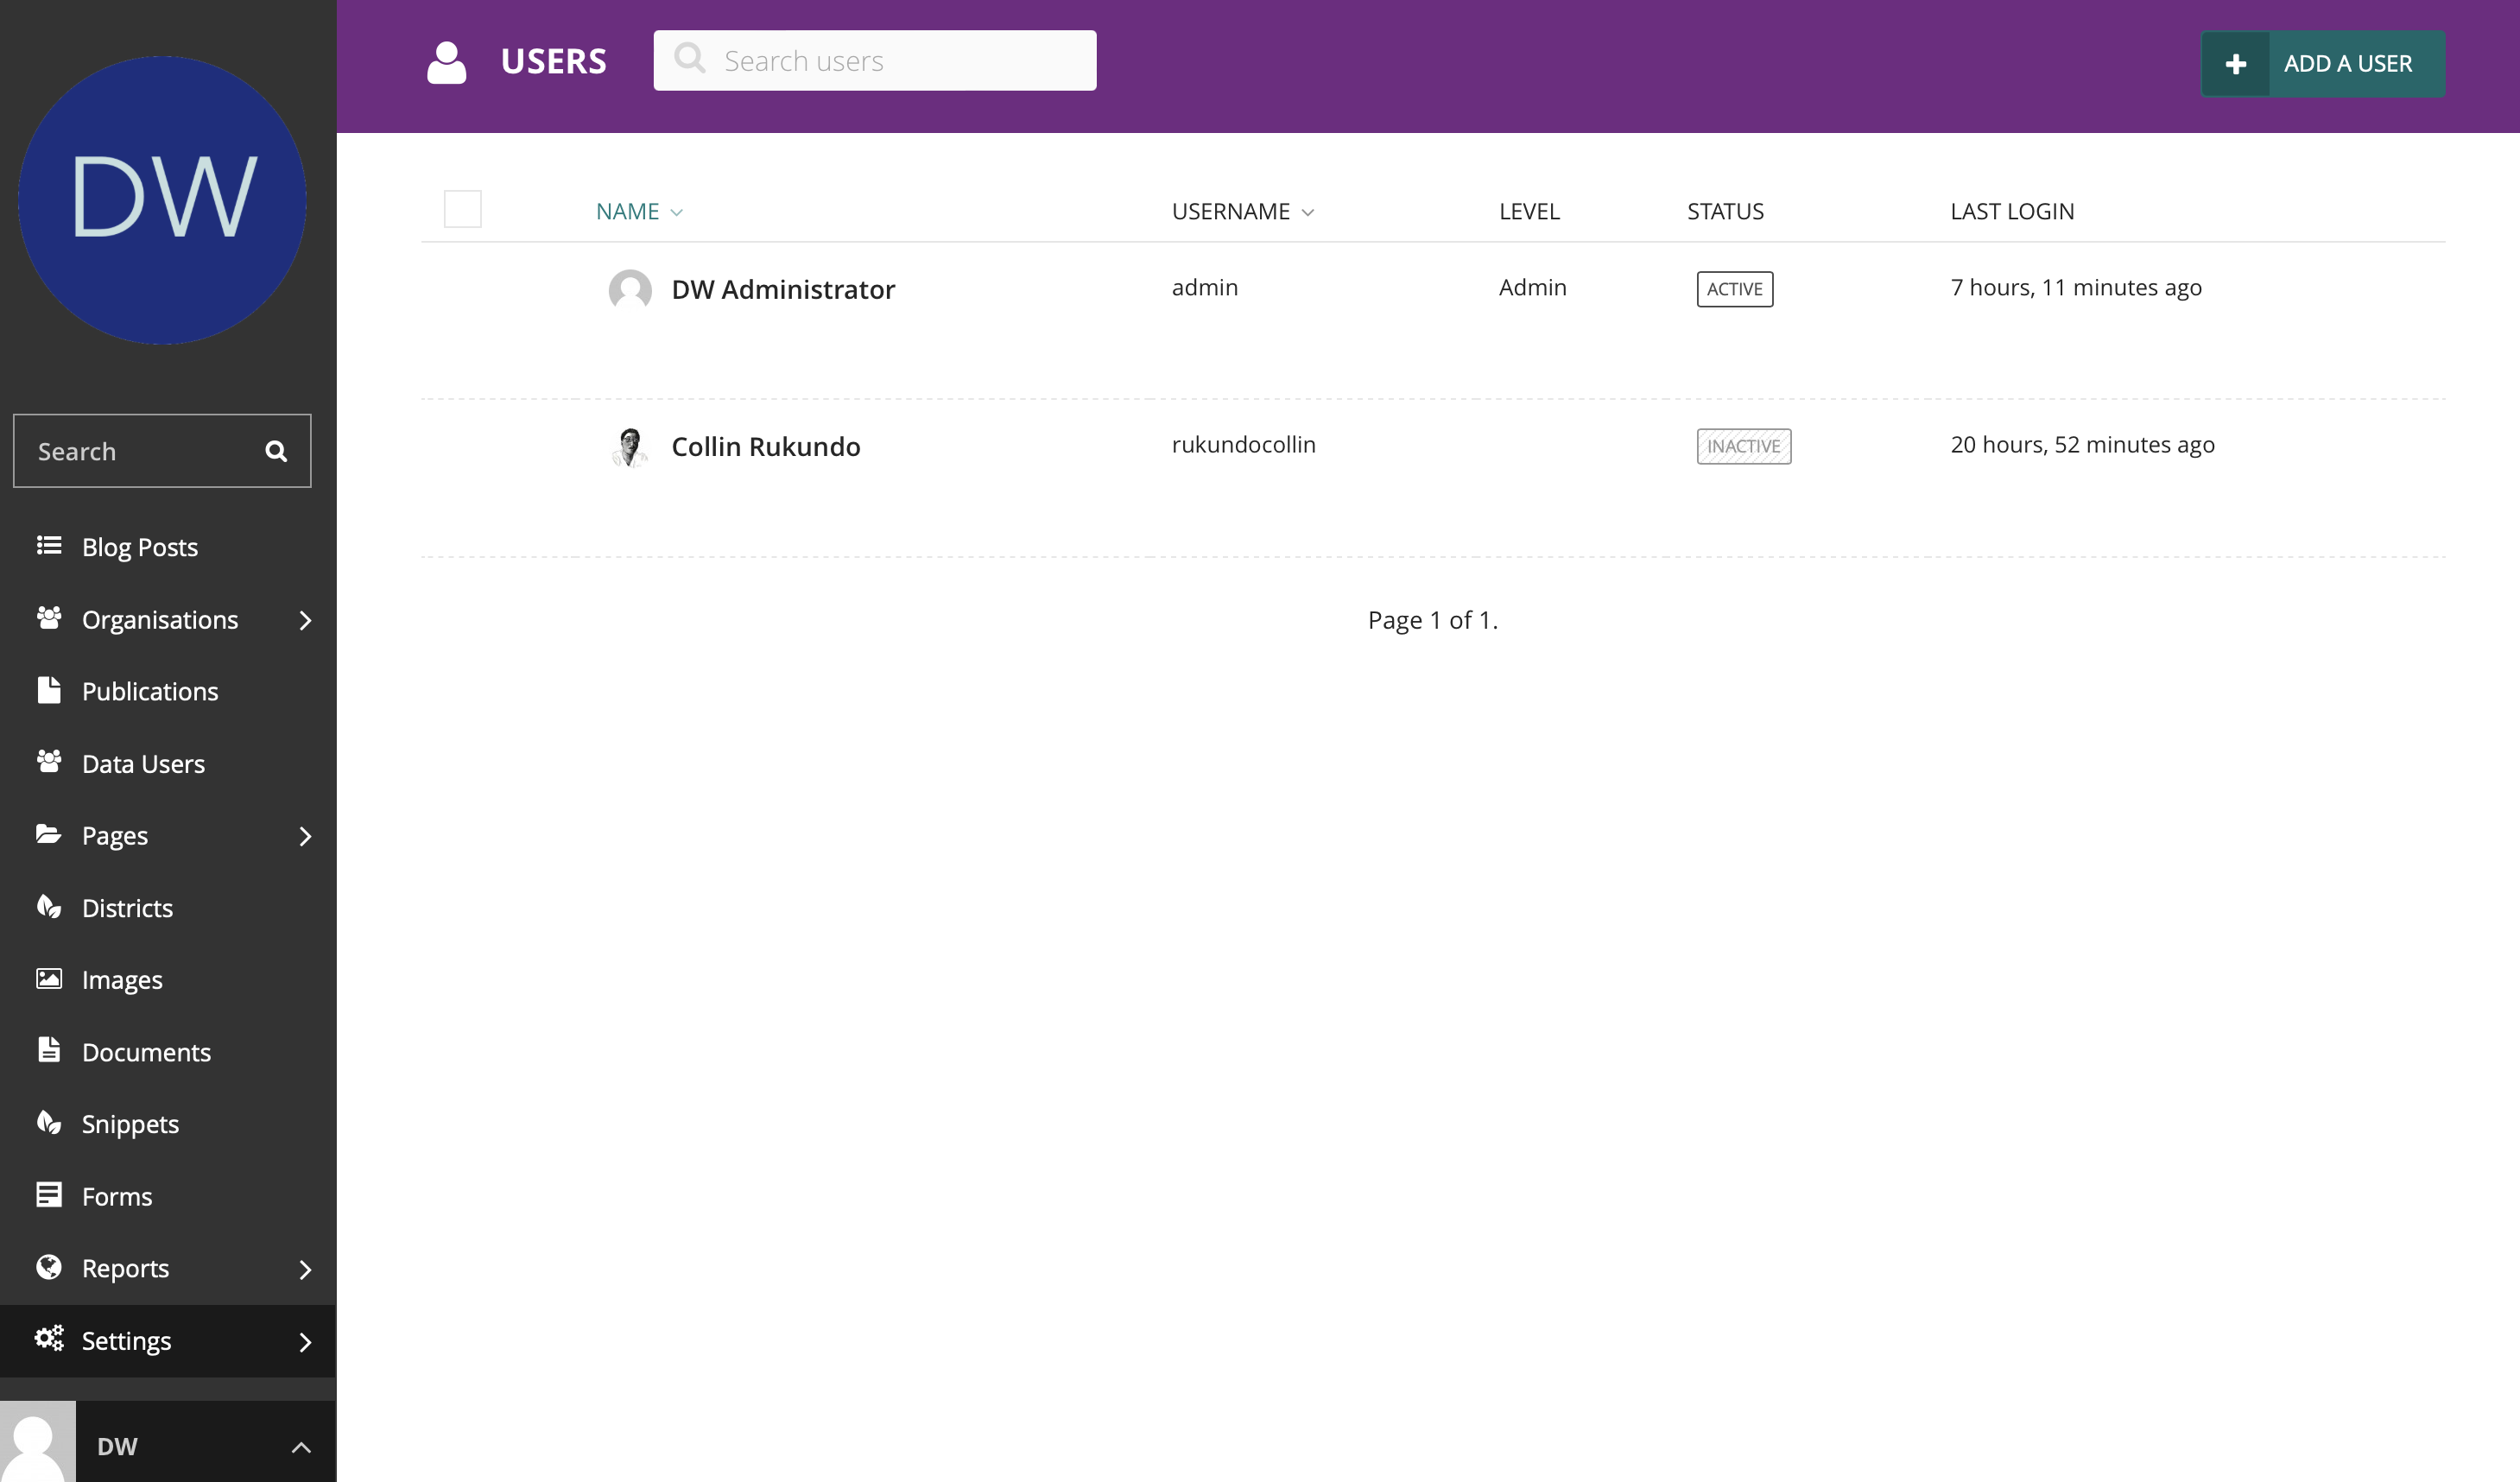 DW
Search
Blog Posts
Organisations
Publications
Data Users
Pages
Districts
Images
Documents
Snippets
Forms
Reports
Settings
DW
USERS
Search users
ADD A USER
NAME USERNAME LEVEL STATUS LAST LOGIN
DW Administrator admin Admin ACTIVE 7 hours, 11 minutes ago
Collin Rukundo rukundocollin INACTIVE 20 hours, 52 minutes ago
Page 1 of 1.